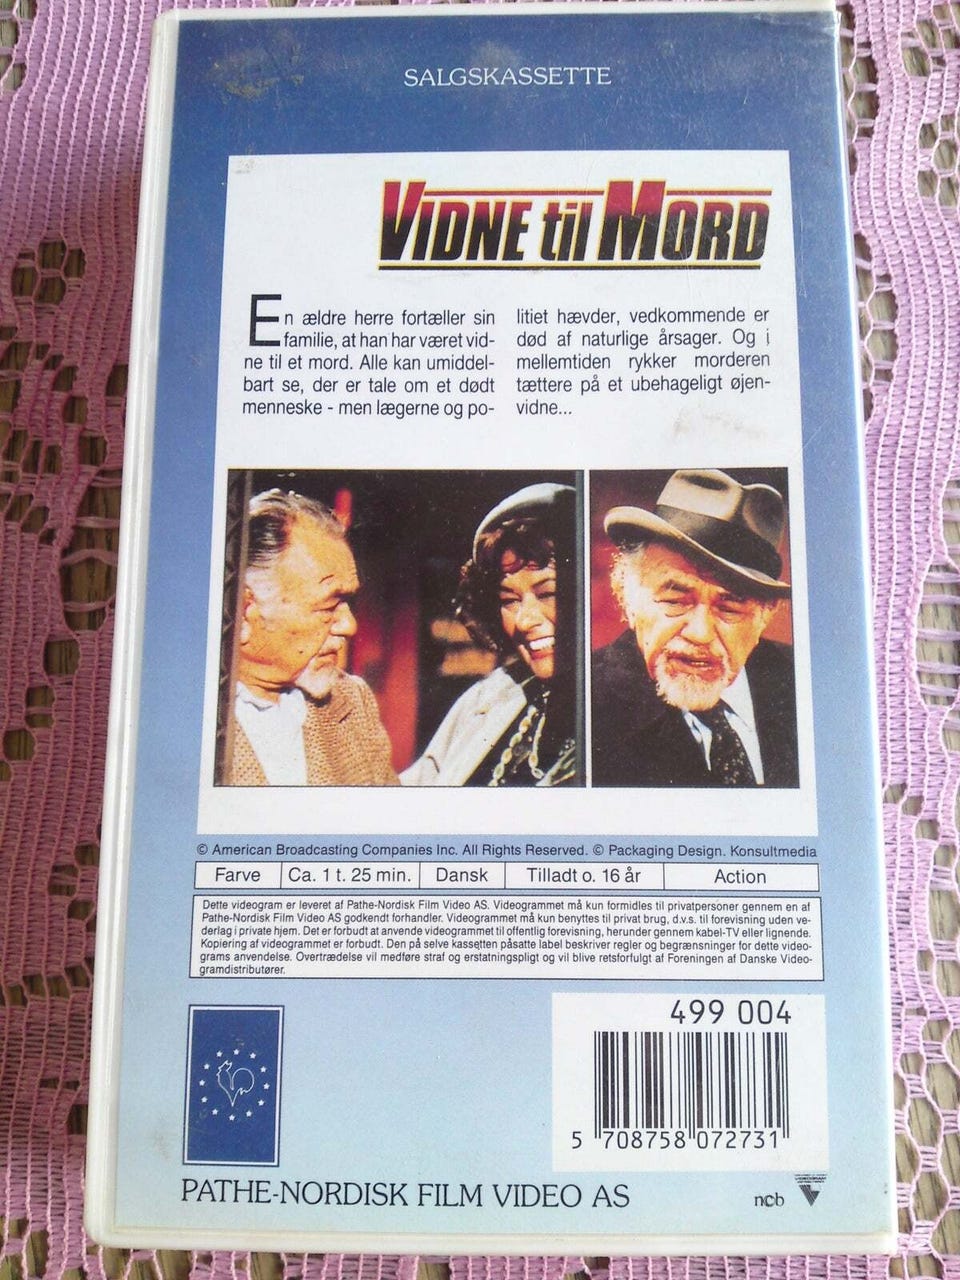 SALGSKASSETTE
VIDNE til MORD
En ældre herre fortæller sin
familie, at han har været vid-
ne til et mord. Alle kan umiddel-
bart se, der er tale om et dødt
menneske - men lægerne og po-
litiet hævder, vedkommende er
død af naturlige årsager. Og i
mellemtiden rykker morderen
tættere på et ubehageligt øjen-
vidne...
© American Broadcasting Companies Inc. All Rights Reserved. © Packaging Design. Konsultmedia
Farve Ca. 1 t. 25 min. Dansk Tilladt o. 16 år Action
Dette videogram er leveret af Pathe-Nordisk Film Video AS. Videogrammet må kun formidles til privatpersoner gennem en af
Pathe-Nordisk Film Video AS godkendt forhandler. Videogrammet må kun benyttes til privat brug, d.v.s. til forevisning uden ve-
derlag i private hjem. Det er forbudt at anvende videogrammet til offentlig forevisning, herunder gennem kabel-TV eller lignende.
Kopiering af videogrammet er forbudt. Den på selve kassetten påsatte label beskriver regler og begrænsninger for dette video-
grams anvendelse. Overtrædelse vil medføre straf og erstatningspligt og vil blive retsforfulgt af Foreningen af Danske Video-
gramdistributører.
499 004
5 708758 072731
PATHE-NORDISK FILM VIDEO AS
ncb